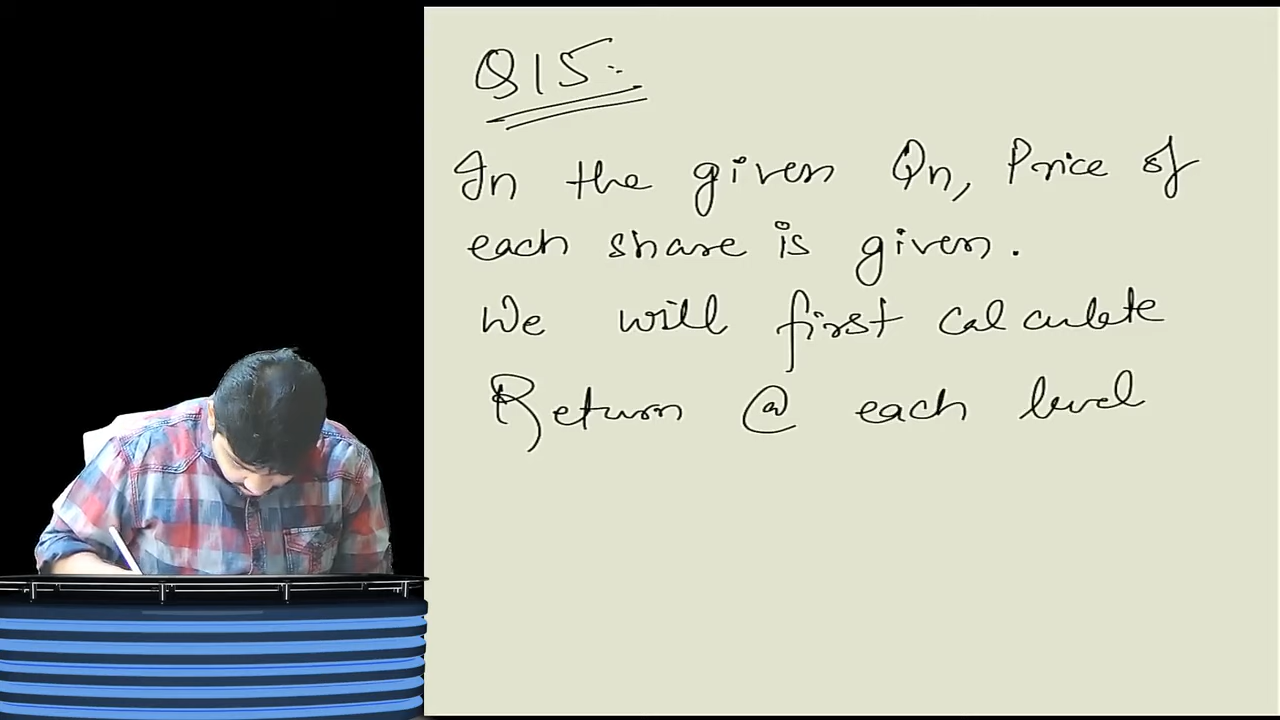 Q15:
In the given Qn, Price of
each share is given.
We will first calculate
Return @ each level